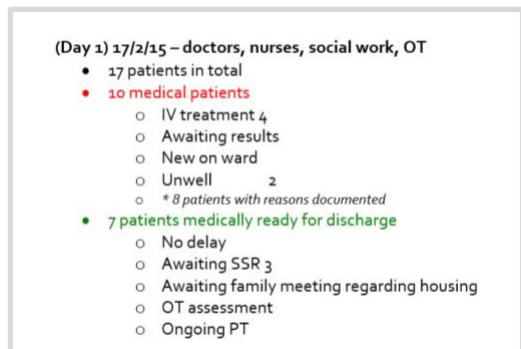 (Day 1) 17/2/15 – doctors, nurses, social work, OT
• 17 patients in total
• 10 medical patients
o IV treatment 4
o Awaiting results
o New on ward
o Unwell 2
o * 8 patients with reasons documented
• 7 patients medically ready for discharge
o No delay
o Awaiting SSR 3
o Awaiting family meeting regarding housing
o OT assessment
o Ongoing PT